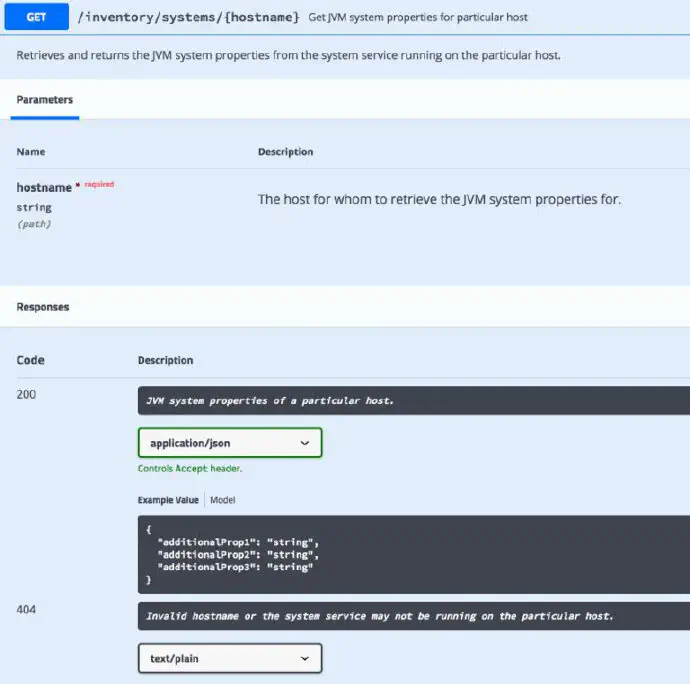 GET /inventory/systems/{hostname} Get JVM system properties for particular host
Retrieves and returns the JVM system properties from the system service running on the particular host.
Parameters
Name Description
hostname * required
string
(path)
The host for whom to retrieve the JVM system properties for.
Responses
Code Description
200
JVM system properties of a particular host.
application/json
Controls Accept header.
Example Value Model
{
"additionalProp1": "string",
"additionalProp2": "string",
"additionalProp3": "string"
}
404
Invalid hostname or the system service may not be running on the particular host.
text/plain